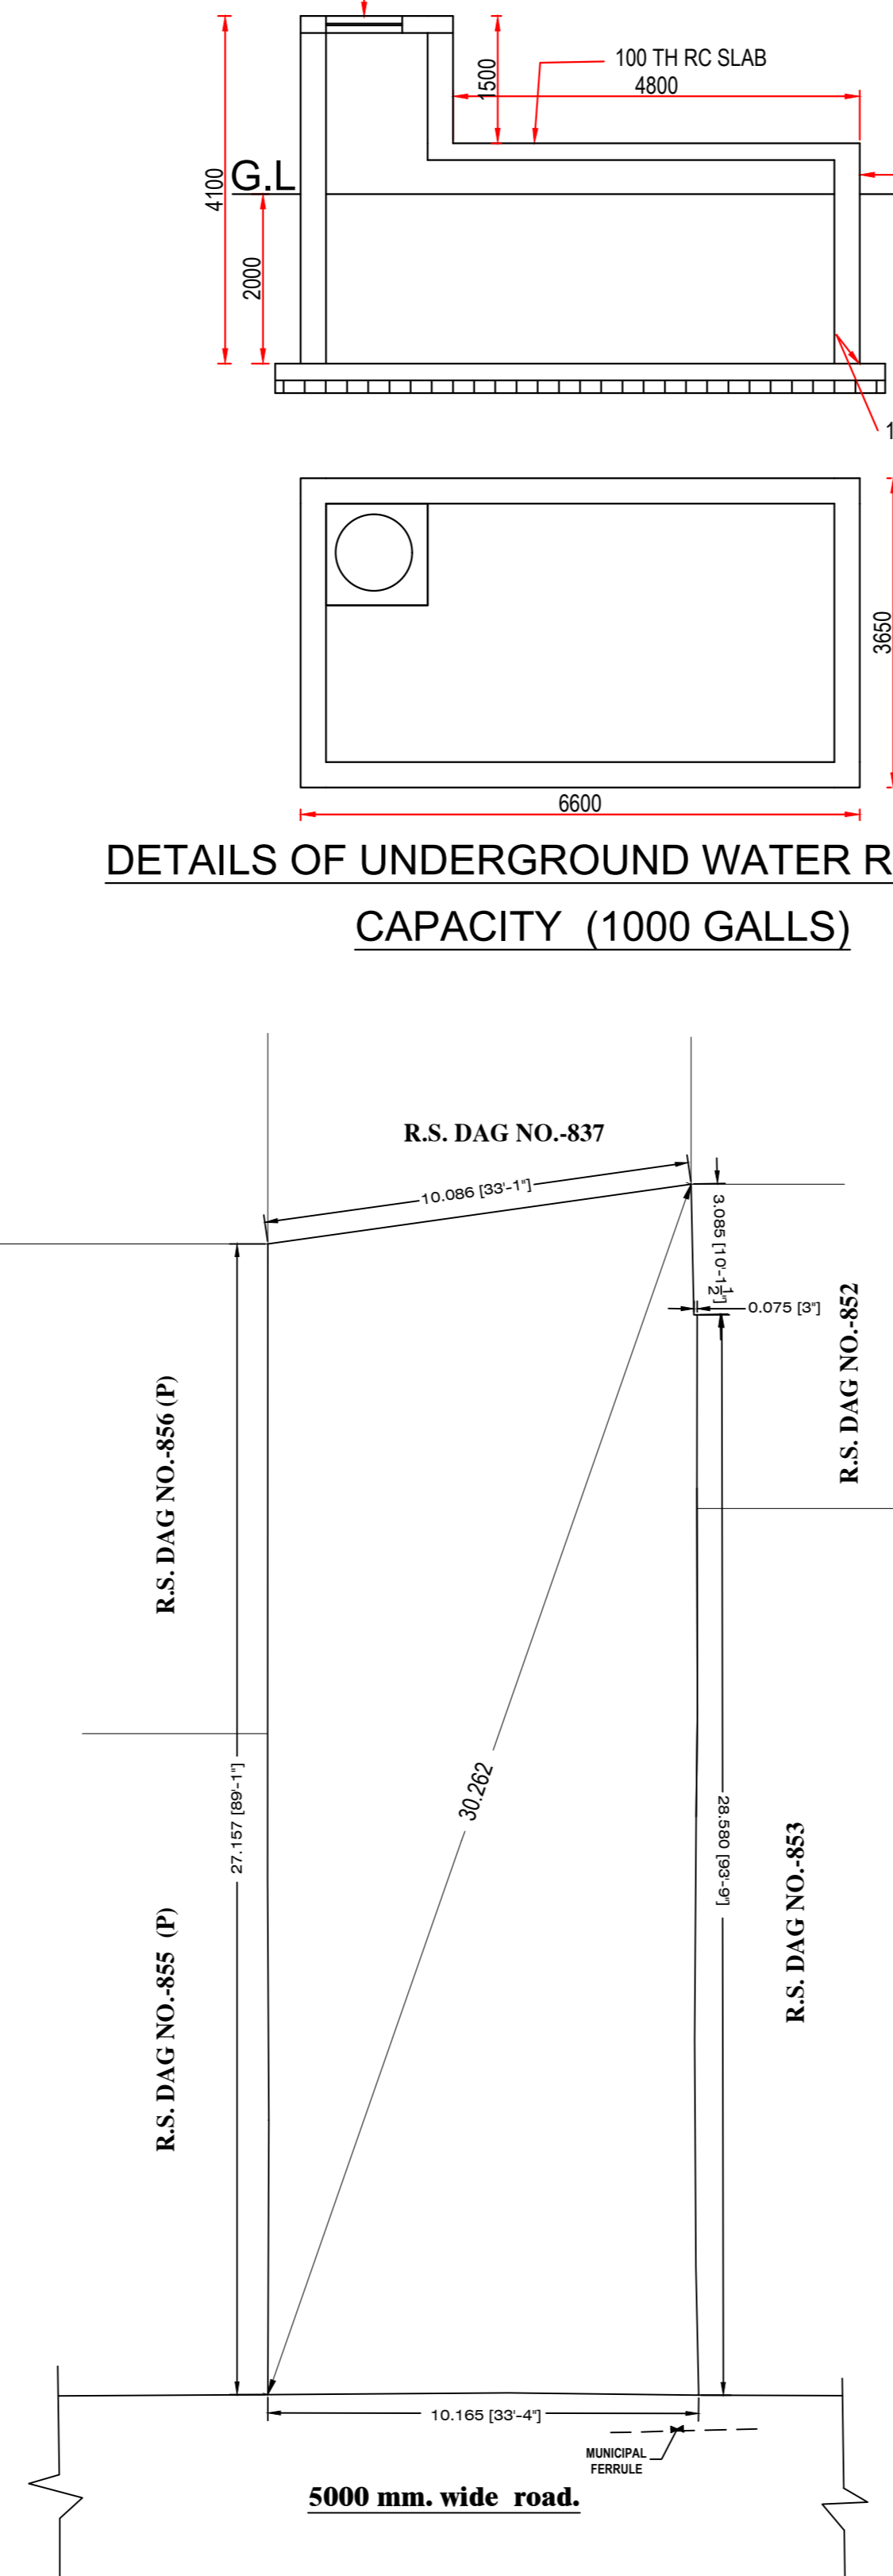 100 TH RC SLAB
1500
4800
4100
G.L
2000
1
3650
6600
DETAILS OF UNDERGROUND WATER R
CAPACITY (1000 GALLS)
R.S. DAG NO.-837
10.086 [33'-1"]
3.085 [10'-1 1/2"]
0.075 [3"]
R.S. DAG NO.-852
R.S. DAG NO.-856 (P)
30.262
27.157 [89'-1"]
28.580 [93'-9"]
R.S. DAG NO.-853
R.S. DAG NO.-855 (P)
10.165 [33'-4"]
MUNICIPAL
FERRULE
5000 mm. wide road.